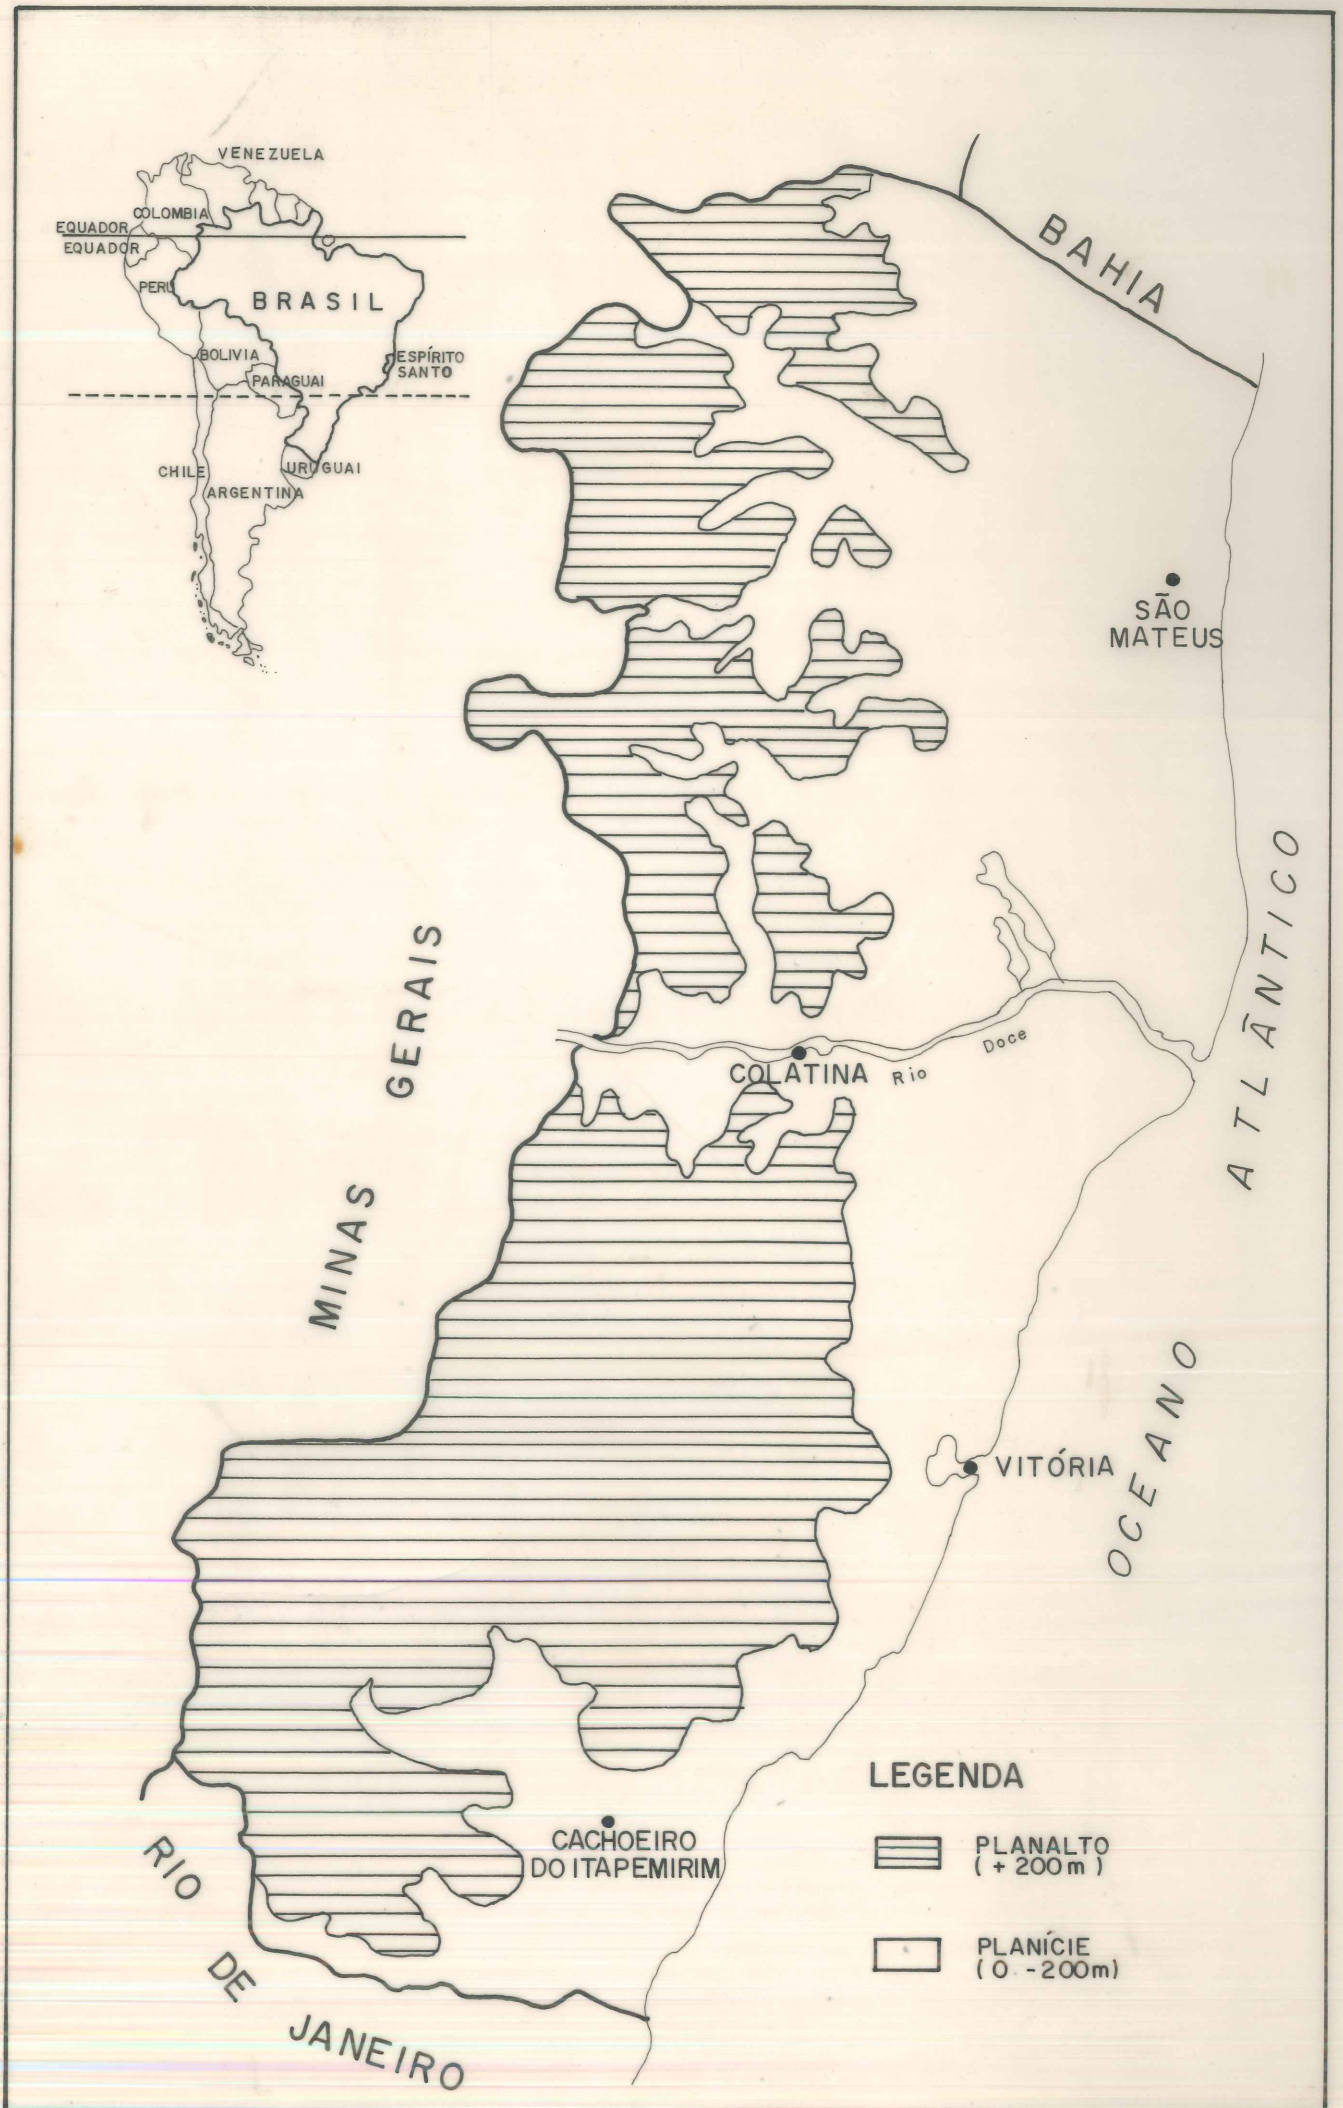 VENEZUELA
COLOMBIA
EQUADOR
EQUADOR
PERU
BRASIL
BOLIVIA
ESPÍRITO
SANTO
PARAGUAI
CHILE
URUGUAI
ARGENTINA
BAHIA
SÃO
MATEUS
MINAS GERAIS
COLATINA
Rio Doce
OCEANO ATLÂNTICO
VITÓRIA
CACHOEIRO
DO ITAPEMIRIM
RIO DE JANEIRO
LEGENDA
PLANALTO
(+200m)
PLANÍCIE
(0 -200m)